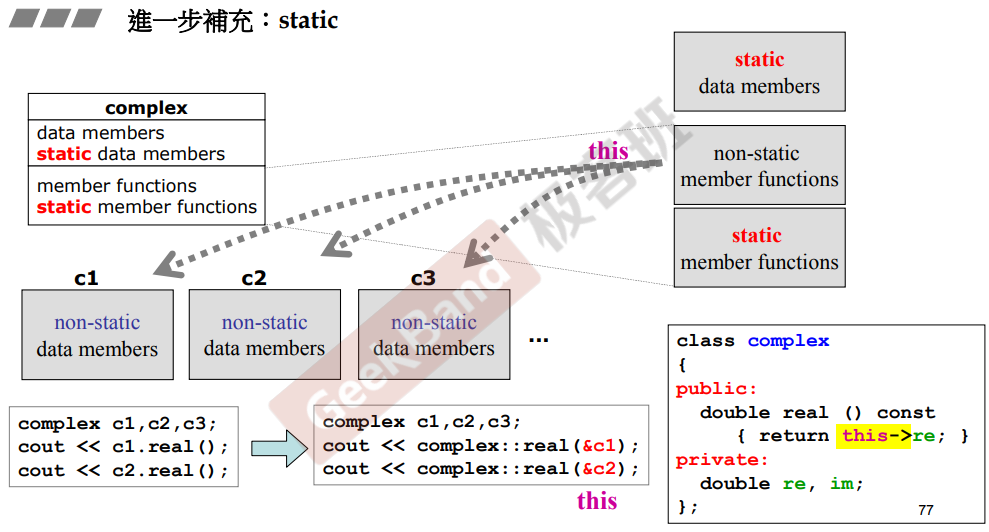 進一步補充：static
static
data members
complex
data members
static data members
member functions
static member functions
this
non-static
member functions
static
member functions
c1
c2
c3
non-static
data members
non-static
data members
non-static
data members
...
complex c1,c2,c3;
cout << c1.real();
cout << c2.real();
complex c1,c2,c3;
cout << complex::real(&c1);
cout << complex::real(&c2);
this
class complex
{
public:
double real () const
{ return this->re; }
private:
double re, im;
};
77
GeekBand
极客班